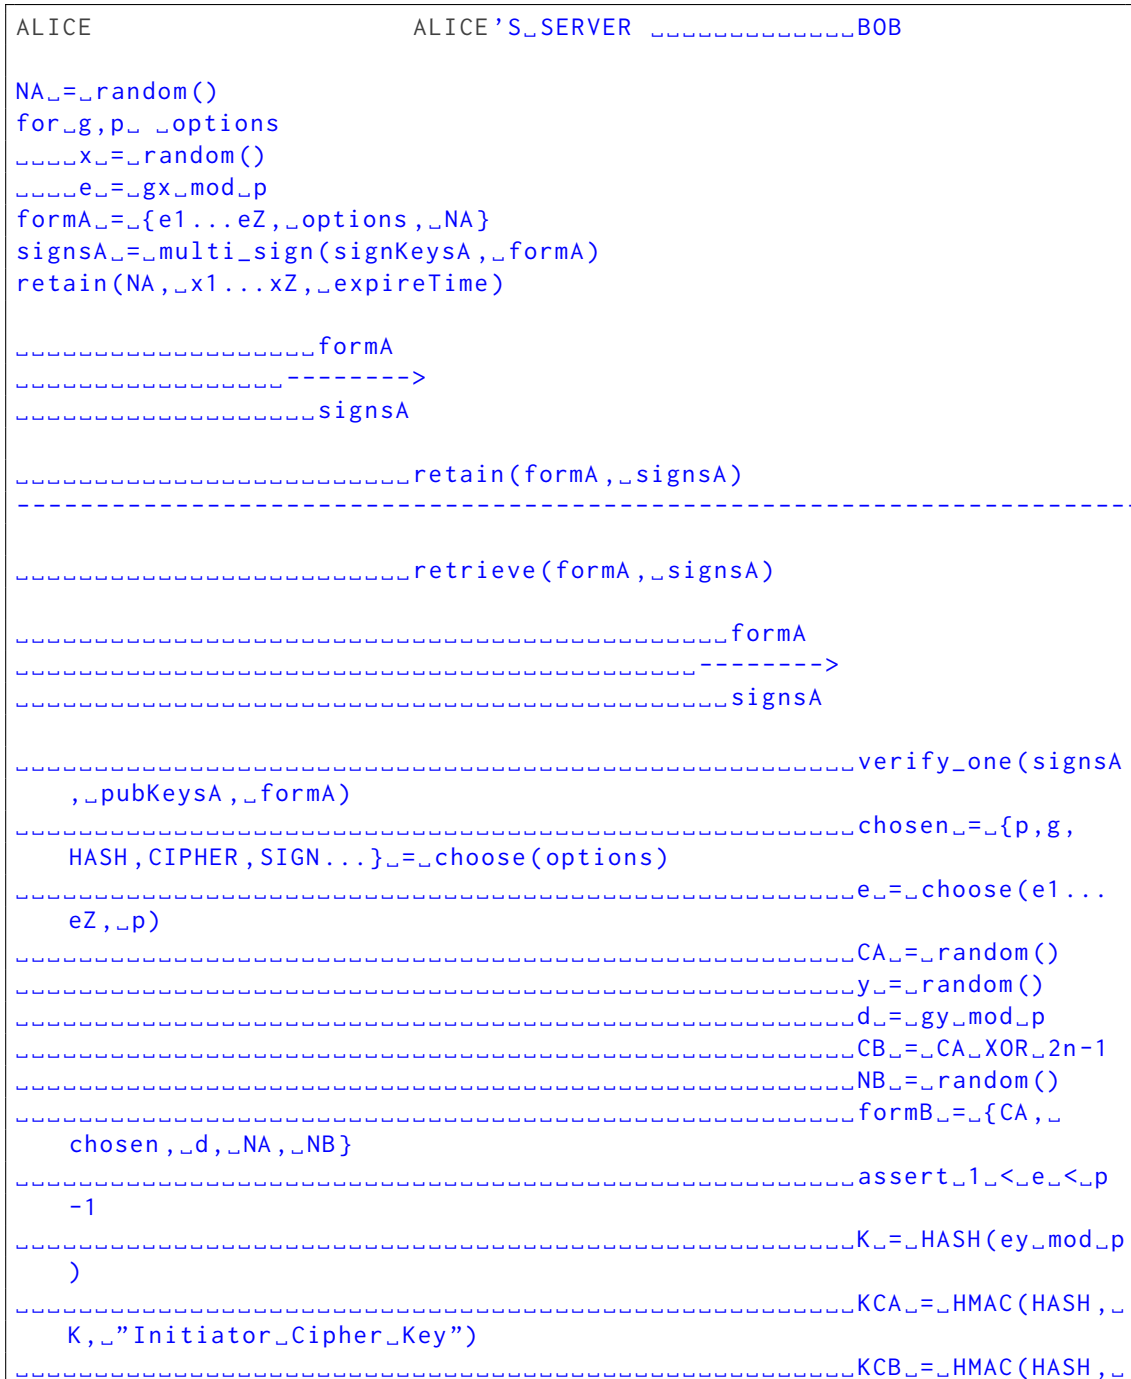 ALICE ALICE’S␣SERVER ␣␣␣␣␣␣␣␣␣␣␣␣␣BOB
NA␣=␣random()
for␣g,p␣ ␣options
␣␣␣␣x␣=␣random()
␣␣␣␣e␣=␣gx␣mod␣p
formA␣=␣{e1...eZ,␣options,␣NA}
signsA␣=␣multi_sign(signKeysA,␣formA)
retain(NA,␣x1...xZ,␣expireTime)
␣␣␣␣␣␣␣␣␣␣␣␣␣␣␣␣␣␣␣formA
␣␣␣␣␣␣␣␣␣␣␣␣␣␣␣␣␣-------->
␣␣␣␣␣␣␣␣␣␣␣␣␣␣␣␣␣␣␣signsA
␣␣␣␣␣␣␣␣␣␣␣␣␣␣␣␣␣␣␣␣␣␣␣␣␣retain(formA,␣signsA)
-----------------------------------------------------------------------
␣␣␣␣␣␣␣␣␣␣␣␣␣␣␣␣␣␣␣␣␣␣␣␣␣retrieve(formA,␣signsA)
␣␣␣␣␣␣␣␣␣␣␣␣␣␣␣␣␣␣␣␣␣␣␣␣␣␣␣␣␣␣␣␣␣␣␣␣␣␣␣␣␣␣␣␣␣formA
␣␣␣␣␣␣␣␣␣␣␣␣␣␣␣␣␣␣␣␣␣␣␣␣␣␣␣␣␣␣␣␣␣␣␣␣␣␣␣␣␣␣␣-------->
␣␣␣␣␣␣␣␣␣␣␣␣␣␣␣␣␣␣␣␣␣␣␣␣␣␣␣␣␣␣␣␣␣␣␣␣␣␣␣␣␣␣␣␣␣signsA
␣␣␣␣␣␣␣␣␣␣␣␣␣␣␣␣␣␣␣␣␣␣␣␣␣␣␣␣␣␣␣␣␣␣␣␣␣␣␣␣␣␣␣␣␣␣␣␣␣␣␣␣␣verify_one(signsA
,␣pubKeysA,␣formA)
␣␣␣␣␣␣␣␣␣␣␣␣␣␣␣␣␣␣␣␣␣␣␣␣␣␣␣␣␣␣␣␣␣␣␣␣␣␣␣␣␣␣␣␣␣␣␣␣␣␣␣␣␣chosen␣=␣{p,g,
HASH,CIPHER,SIGN...}␣=␣choose(options)
␣␣␣␣␣␣␣␣␣␣␣␣␣␣␣␣␣␣␣␣␣␣␣␣␣␣␣␣␣␣␣␣␣␣␣␣␣␣␣␣␣␣␣␣␣␣␣␣␣␣␣␣␣e␣=␣choose(e1...
eZ,␣p)
␣␣␣␣␣␣␣␣␣␣␣␣␣␣␣␣␣␣␣␣␣␣␣␣␣␣␣␣␣␣␣␣␣␣␣␣␣␣␣␣␣␣␣␣␣␣␣␣␣␣␣␣␣CA␣=␣random()
␣␣␣␣␣␣␣␣␣␣␣␣␣␣␣␣␣␣␣␣␣␣␣␣␣␣␣␣␣␣␣␣␣␣␣␣␣␣␣␣␣␣␣␣␣␣␣␣␣␣␣␣␣y␣=␣random()
␣␣␣␣␣␣␣␣␣␣␣␣␣␣␣␣␣␣␣␣␣␣␣␣␣␣␣␣␣␣␣␣␣␣␣␣␣␣␣␣␣␣␣␣␣␣␣␣␣␣␣␣␣d␣=␣gy␣mod␣p
␣␣␣␣␣␣␣␣␣␣␣␣␣␣␣␣␣␣␣␣␣␣␣␣␣␣␣␣␣␣␣␣␣␣␣␣␣␣␣␣␣␣␣␣␣␣␣␣␣␣␣␣␣CB␣=␣CA␣XOR␣2n-1
␣␣␣␣␣␣␣␣␣␣␣␣␣␣␣␣␣␣␣␣␣␣␣␣␣␣␣␣␣␣␣␣␣␣␣␣␣␣␣␣␣␣␣␣␣␣␣␣␣␣␣␣␣NB␣=␣random()
␣␣␣␣␣␣␣␣␣␣␣␣␣␣␣␣␣␣␣␣␣␣␣␣␣␣␣␣␣␣␣␣␣␣␣␣␣␣␣␣␣␣␣␣␣␣␣␣␣␣␣␣␣formB␣=␣{CA,␣
chosen,␣d,␣NA,␣NB}
␣␣␣␣␣␣␣␣␣␣␣␣␣␣␣␣␣␣␣␣␣␣␣␣␣␣␣␣␣␣␣␣␣␣␣␣␣␣␣␣␣␣␣␣␣␣␣␣␣␣␣␣␣assert␣1␣<␣e␣<␣p
-1
␣␣␣␣␣␣␣␣␣␣␣␣␣␣␣␣␣␣␣␣␣␣␣␣␣␣␣␣␣␣␣␣␣␣␣␣␣␣␣␣␣␣␣␣␣␣␣␣␣␣␣␣␣K␣=␣HASH(ey␣mod␣p
)
␣␣␣␣␣␣␣␣␣␣␣␣␣␣␣␣␣␣␣␣␣␣␣␣␣␣␣␣␣␣␣␣␣␣␣␣␣␣␣␣␣␣␣␣␣␣␣␣␣␣␣␣␣KCA␣=␣HMAC(HASH,␣
K,␣”Initiator␣Cipher␣Key”)
␣␣␣␣␣␣␣␣␣␣␣␣␣␣␣␣␣␣␣␣␣␣␣␣␣␣␣␣␣␣␣␣␣␣␣␣␣␣␣␣␣␣␣␣␣␣␣␣␣␣␣␣␣KCB␣=␣HMAC(HASH,␣